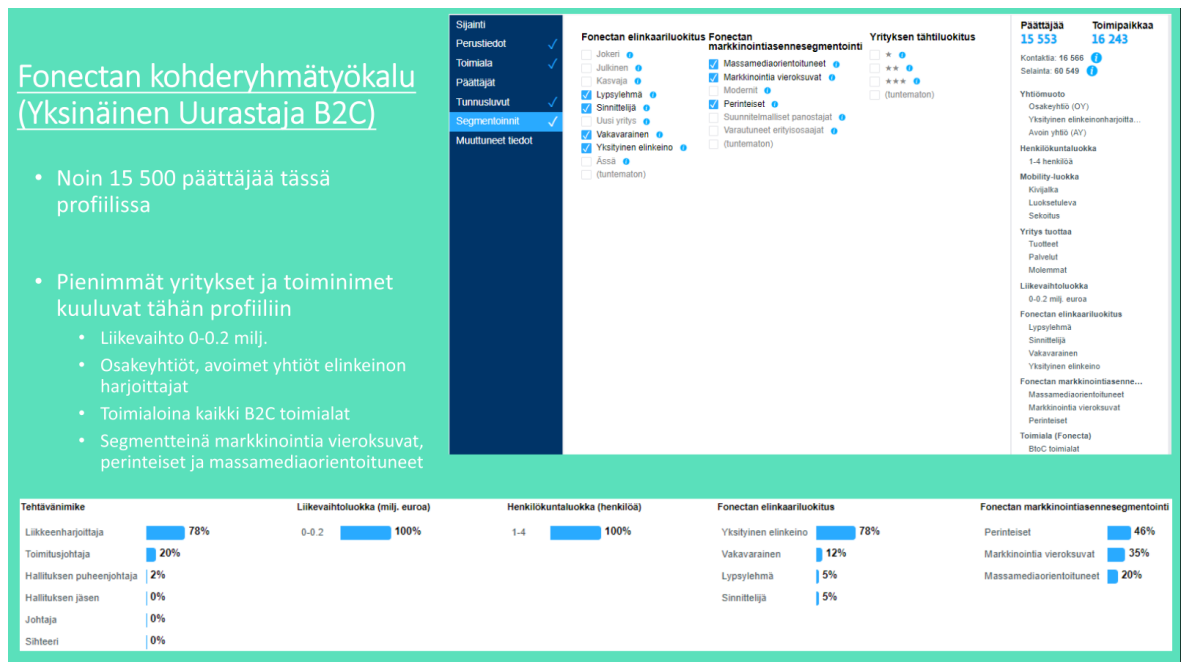 Fonectan kohderyhmätyökalu
(Yksinäinen Uurastaja B2C)
• Noin 15 500 päättäjää tässä
profiilissa
• Pienimmät yritykset ja toiminimet
kuuluvat tähän profiiliin
• Liikevaihto 0-0.2 milj.
• Osakeyhtiöt, avoimet yhtiöt elinkeinon
harjoittajat
• Toimialoina kaikki B2C toimialat
• Segmentteinä markkinointia vieroksuvat,
perinteiset ja massamediaorientoituneet
Sijainti
Perustiedot
Toimiala
Päättäjät
Tunnusluvut
Segmentoinnit
Muuttuneet tiedot
Fonectan elinkaariluokitus
Jokeri
Julkinen
Kasvaja
Lypsylehmä
Sinnittelijä
Uusi yritys
Vakavarainen
Yksityinen elinkeino
Ässä
(tuntematon)
Fonectan
markkinointiasennesegmentointi
Massamediaorientoituneet
Markkinointia vieroksuvat
Modernit
Perinteiset
Suunnitelmalliset panostajat
Varautuneet erityisosaajat
(tuntematon)
Yrityksen tähtiluokitus
★
★★
★★★
(tuntematon)
Päättäjää Toimipaikkaa
15 553 16 243
Kontaktia: 16 566
Selainta: 60 549
Yhtiömuoto
Osakeyhtiö (OY)
Yksityinen elinkeinonharjoitta...
Avoin yhtiö (AY)
Henkilökuntaluokka
1-4 henkilöä
Mobility-luokka
Kivijalka
Luoksetuleva
Sekoitus
Yritys tuottaa
Tuotteet
Palvelut
Molemmat
Liikevaihtoluokka
0-0.2 milj. euroa
Fonectan elinkaariluokitus
Lypsylehmä
Sinnittelijä
Vakavarainen
Yksityinen elinkeino
Fonectan markkinointiasenne...
Massamediaorientoituneet
Markkinointia vieroksuvat
Perinteiset
Toimiala (Fonecta)
BtoC toimialat
Tehtävänimike
Liikkeenharjoittaja 78%
Toimitusjohtaja 20%
Hallituksen puheenjohtaja 2%
Hallituksen jäsen 0%
Johtaja 0%
Sihteeri 0%
Liikevaihtoluokka (milj. euroa)
0-0.2 100%
Henkilökuntaluokka (henkilöä)
1-4 100%
Fonectan elinkaariluokitus
Yksityinen elinkeino 78%
Vakavarainen 12%
Lypsylehmä 5%
Sinnittelijä 5%
Fonectan markkinointiasennesegmentointi
Perinteiset 46%
Markkinointia vieroksuvat 35%
Massamediaorientoituneet 20%